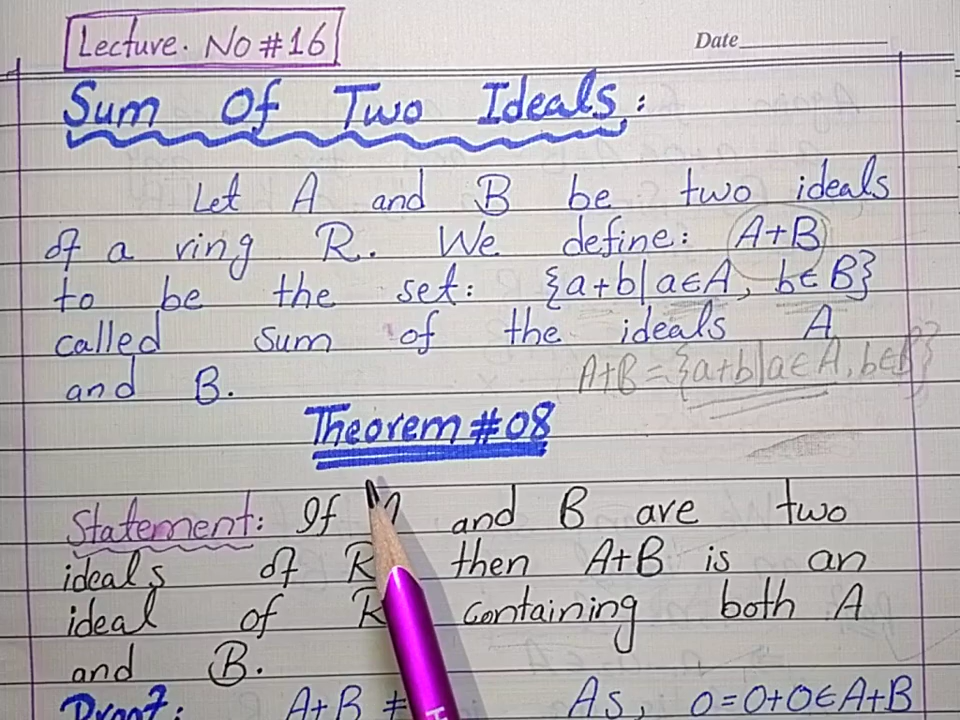 Lecture. No #16
Date
Sum Of Two Ideals:
Let A and B be two ideals
of a ring R. We define: A+B
to be the set: {a+b | a∈A, b∈B}
called sum of the ideals A
and B.
A+B = {a+b | a∈A, b∈B}
Theorem #08
Statement: If and B are two
ideals of R then A+B is an
ideal of R containing both A
and B.
Proof: A+B ≠ As, 0=0+0∈A+B